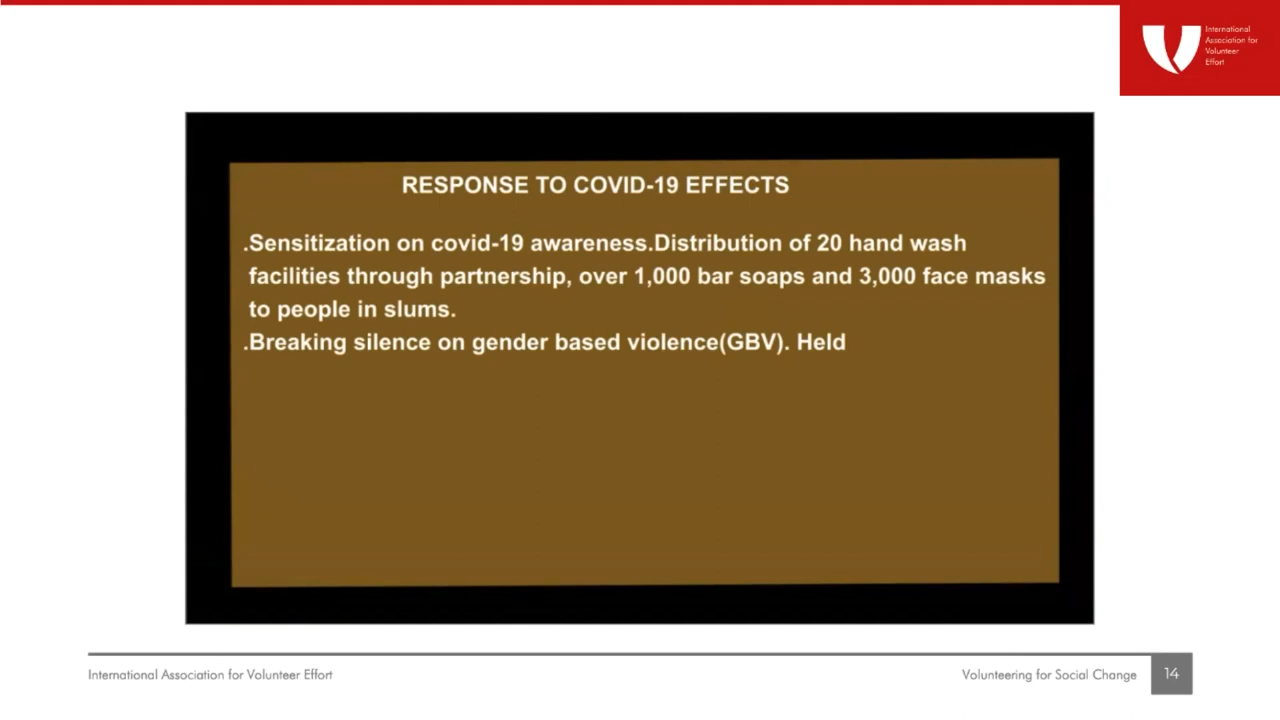 International
Association for
Volunteer
Effort
RESPONSE TO COVID-19 EFFECTS
.Sensitization on covid-19 awareness.Distribution of 20 hand wash
facilities through partnership, over 1,000 bar soaps and 3,000 face masks
to people in slums.
.Breaking silence on gender based violence(GBV). Held
International Association for Volunteer Effort
Volunteering for Social Change
14